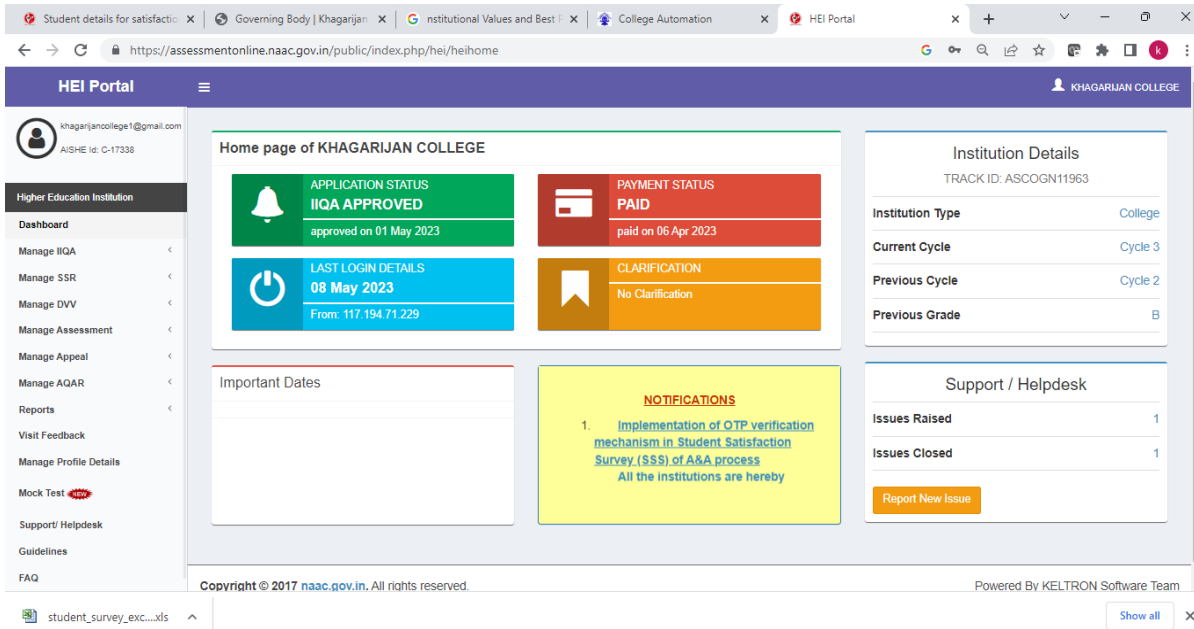 Student details for satisfactio
Governing Body | Khagarijan
nstitutional Values and Best P
College Automation
HEI Portal
https://assessmentonline.naac.gov.in/public/index.php/hei/heihome
k
HEI Portal
KHAGARIJAN COLLEGE
khagarijancollege1@gmail.com
AISHE Id: C-17338
Higher Education Institution
Dashboard
Manage IIQA
Manage SSR
Manage DVV
Manage Assessment
Manage Appeal
Manage AQAR
Reports
Visit Feedback
Manage Profile Details
Mock Test NEW
Support/ Helpdesk
Guidelines
FAQ
Home page of KHAGARIJAN COLLEGE
APPLICATION STATUS
IIQA APPROVED
approved on 01 May 2023
PAYMENT STATUS
PAID
paid on 06 Apr 2023
LAST LOGIN DETAILS
08 May 2023
From: 117.194.71.229
CLARIFICATION
No Clarification
Important Dates
NOTIFICATIONS
1. Implementation of OTP verification
mechanism in Student Satisfaction
Survey (SSS) of A&A process
All the institutions are hereby
Institution Details
TRACK ID: ASCOGN11963
Institution Type College
Current Cycle Cycle 3
Previous Cycle Cycle 2
Previous Grade B
Support / Helpdesk
Issues Raised 1
Issues Closed 1
Report New Issue
Copyright © 2017 naac.gov.in. All rights reserved.
Powered By KELTRON Software Team
student_survey_exc....xls
Show all